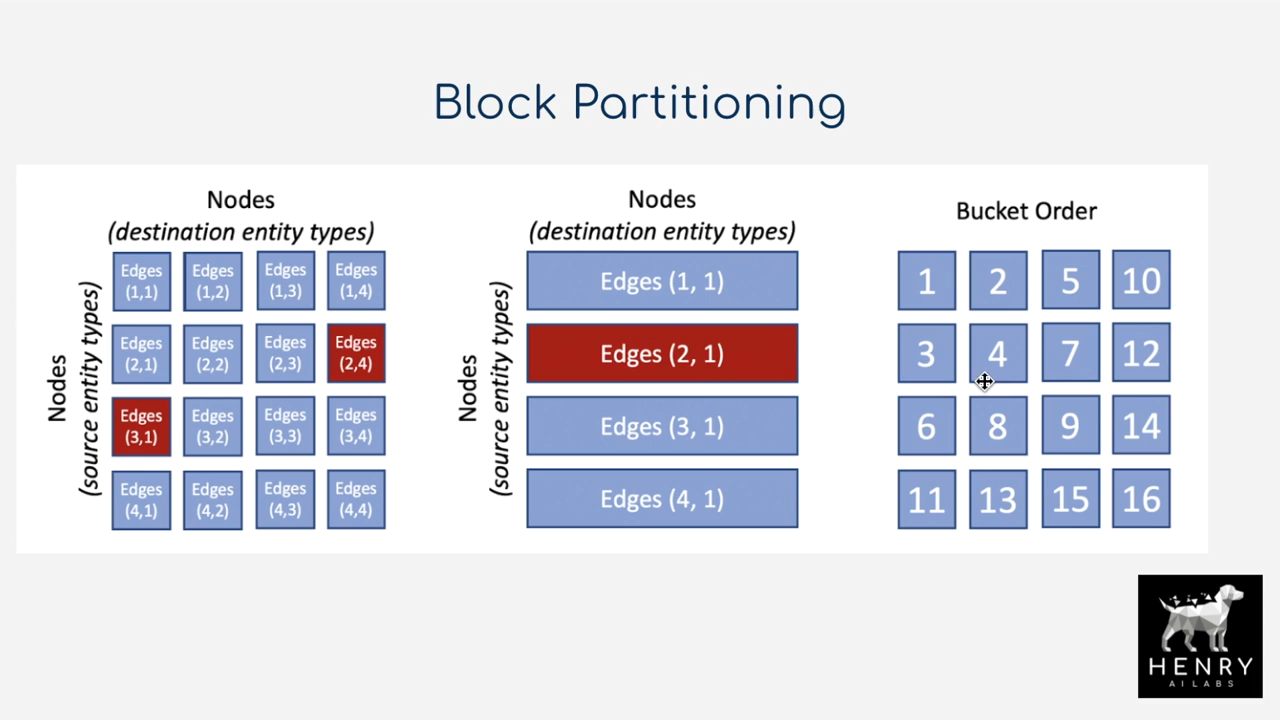 Block Partitioning
Nodes
(destination entity types)
Nodes
(source entity types)
Edges (1,1)
Edges (1,2)
Edges (1,3)
Edges (1,4)
Edges (2,1)
Edges (2,2)
Edges (2,3)
Edges (2,4)
Edges (3,1)
Edges (3,2)
Edges (3,3)
Edges (3,4)
Edges (4,1)
Edges (4,2)
Edges (4,3)
Edges (4,4)
Nodes
(destination entity types)
Nodes
(source entity types)
Edges (1, 1)
Edges (2, 1)
Edges (3, 1)
Edges (4, 1)
Bucket Order
1 2 5 10
3 4 7 12
6 8 9 14
11 13 15 16
HENRY
AI LABS